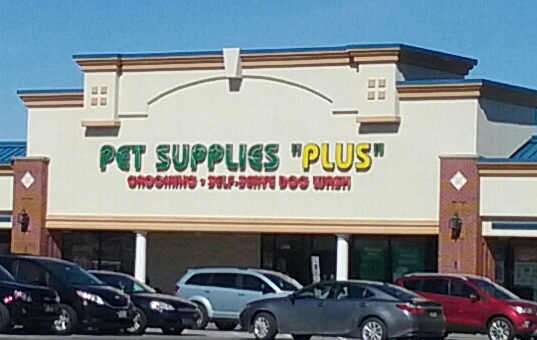 PET SUPPLIES "PLUS"
GROOMING • SELF-SERVE DOG WASH